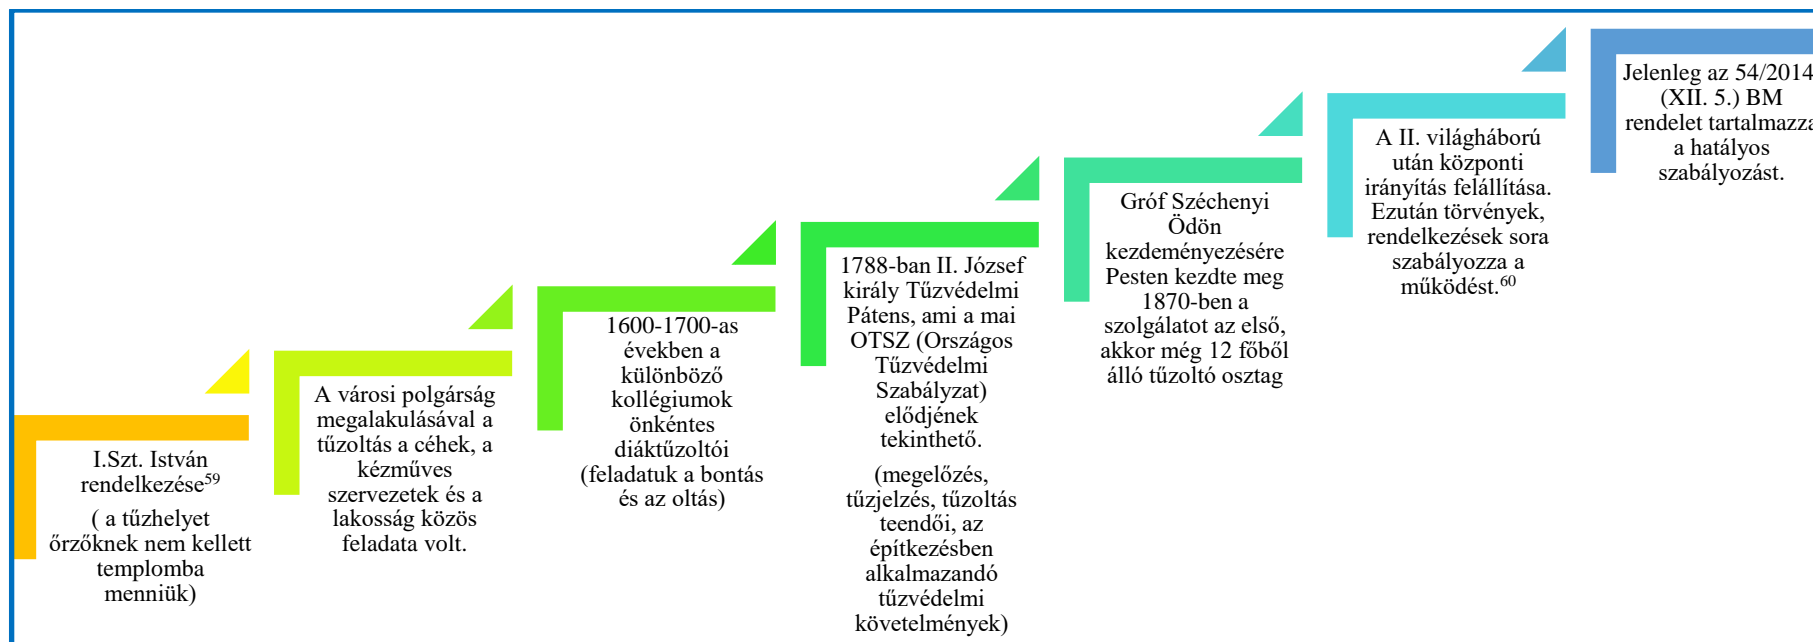 I.Szt. István
rendelkezése⁵⁹
( a tűzhelyet
őrzőknek nem kellett
templomba
menniük)
A városi polgárság
megalakulásával a
tűzoltás a céhek, a
kézműves
szervezetek és a
lakosság közös
feladata volt.
1600-1700-as
években a
különböző
kollégiumok
önkéntes
diáktűzoltói
(feladatuk a bontás
és az oltás)
1788-ban II. József
király Tűzvédelmi
Pátens, ami a mai
OTSZ (Országos
Tűzvédelmi
Szabályzat)
elődjének
tekinthető.
(megelőzés,
tűzjelzés, tűzoltás
teendői, az
építkezésben
alkalmazandó
tűzvédelmi
követelmények)
Gróf Széchenyi
Ödön
kezdeményezésére
Pesten kezdte meg
1870-ben a
szolgálatot az első,
akkor még 12 főből
álló tűzoltó osztag
A II. világháború
után központi
irányítás felállítása.
Ezután törvények,
rendelkezések sora
szabályozza a
működést.⁶⁰
Jelenleg az 54/2014
(XII. 5.) BM
rendelet tartalmazza
a hatályos
szabályozást.